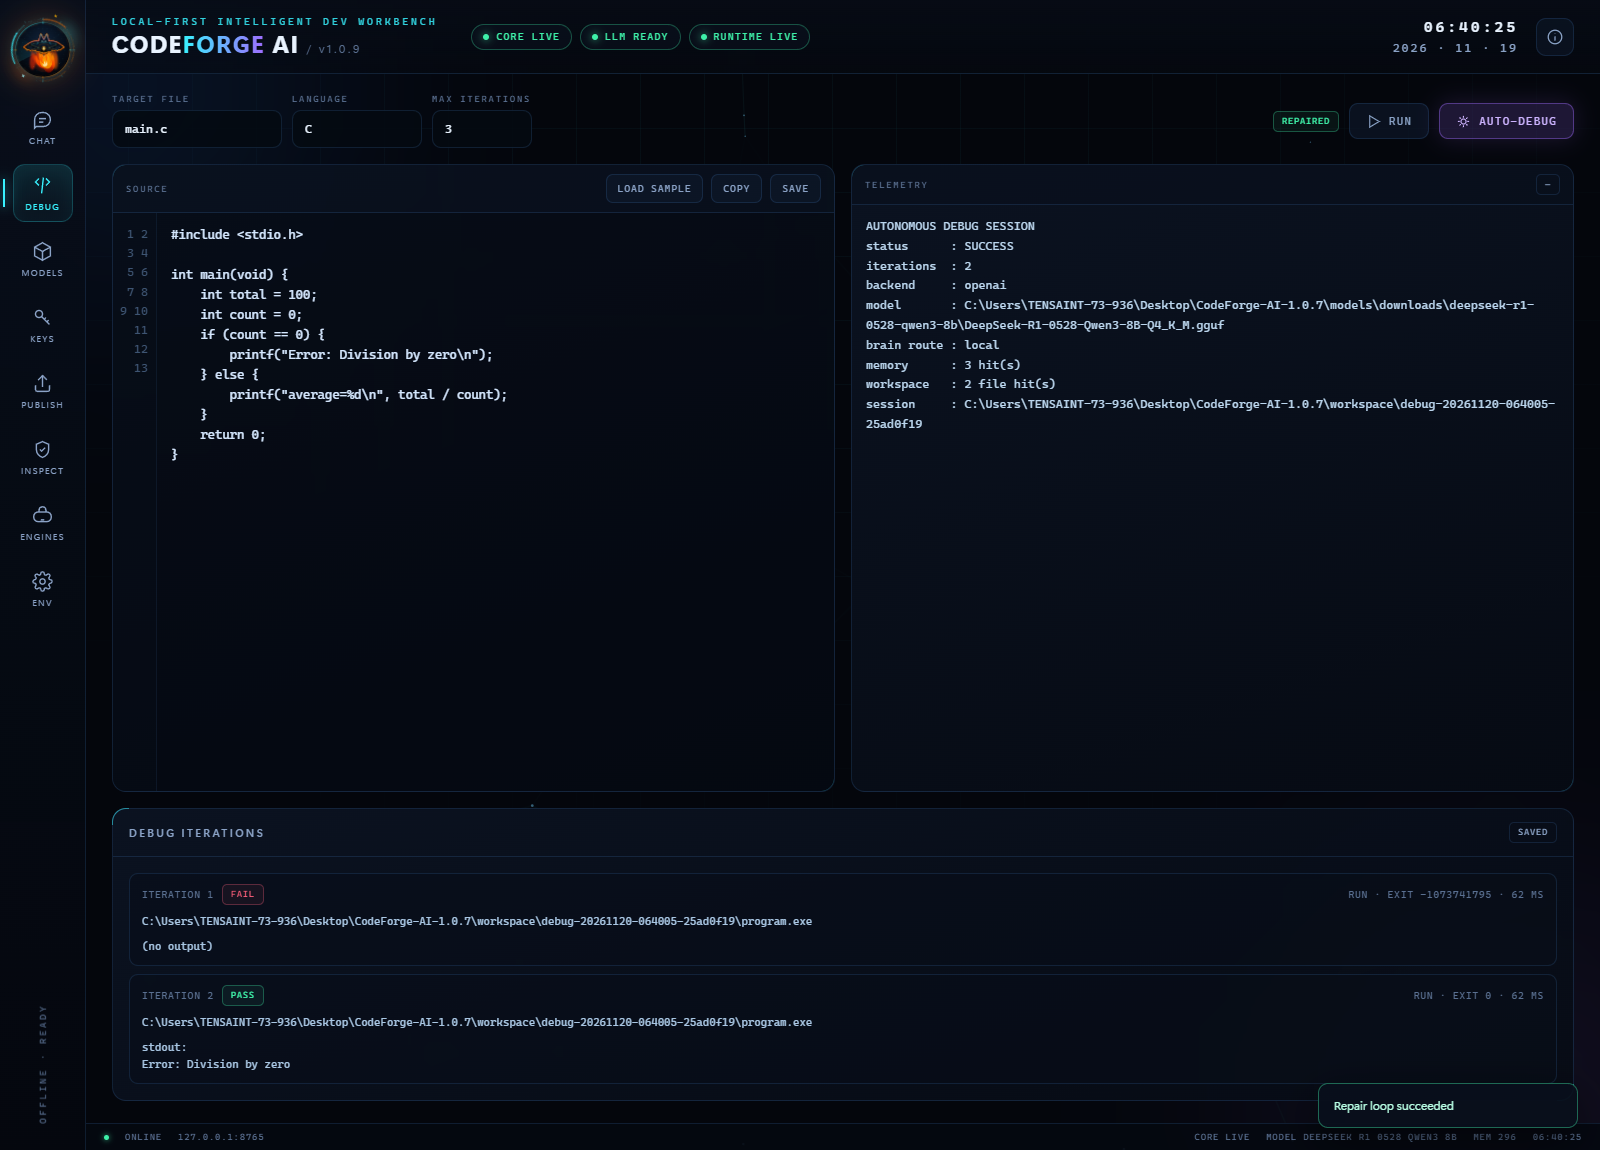 LOCAL-FIRST INTELLIGENT DEV WORKBENCH
CODEFORGE AI / v1.0.9
CORE LIVE
LLM READY
RUNTIME LIVE
06:40:25
2026 · 11 · 19
CHAT
DEBUG
MODELS
KEYS
PUBLISH
INSPECT
ENGINES
ENV
OFFLINE · READY
TARGET FILE
main.c
LANGUAGE
C
MAX ITERATIONS
3
REPAIRED
RUN
AUTO-DEBUG
SOURCE
LOAD SAMPLE
COPY
SAVE
1 2
3 4
5 6
7 8
9 10
11
12
13
#include <stdio.h>
int main(void) {
    int total = 100;
    int count = 0;
    if (count == 0) {
        printf("Error: Division by zero\n");
    } else {
        printf("average=%d\n", total / count);
    }
    return 0;
}
TELEMETRY
–
AUTONOMOUS DEBUG SESSION
status      : SUCCESS
iterations  : 2
backend     : openai
model       : C:\Users\TENSAINT-73-936\Desktop\CodeForge-AI-1.0.7\models\downloads\deepseek-r1-
0528-qwen3-8b\DeepSeek-R1-0528-Qwen3-8B-Q4_K_M.gguf
brain route : local
memory      : 3 hit(s)
workspace   : 2 file hit(s)
session     : C:\Users\TENSAINT-73-936\Desktop\CodeForge-AI-1.0.7\workspace\debug-20261120-064005-
25ad0f19
DEBUG ITERATIONS
SAVED
ITERATION 1 FAIL
RUN · EXIT -1073741795 · 62 MS
C:\Users\TENSAINT-73-936\Desktop\CodeForge-AI-1.0.7\workspace\debug-20261120-064005-25ad0f19\program.exe
(no output)
ITERATION 2 PASS
RUN · EXIT 0 · 62 MS
C:\Users\TENSAINT-73-936\Desktop\CodeForge-AI-1.0.7\workspace\debug-20261120-064005-25ad0f19\program.exe
stdout:
Error: Division by zero
Repair loop succeeded
ONLINE 127.0.0.1:8765
CORE LIVE MODEL DEEPSEEK R1 0528 QWEN3 8B MEM 296 06:40:25